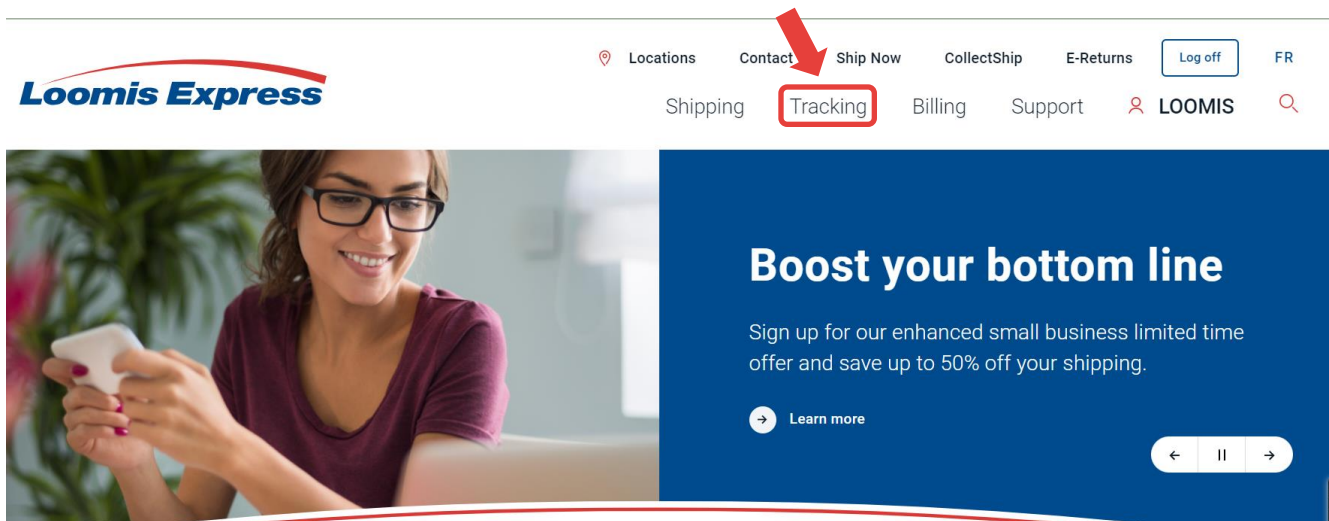 Locations Contact Ship Now CollectShip E-Returns Log off FR
Loomis Express
Shipping Tracking Billing Support LOOMIS
Boost your bottom line
Sign up for our enhanced small business limited time
offer and save up to 50% off your shipping.
Learn more